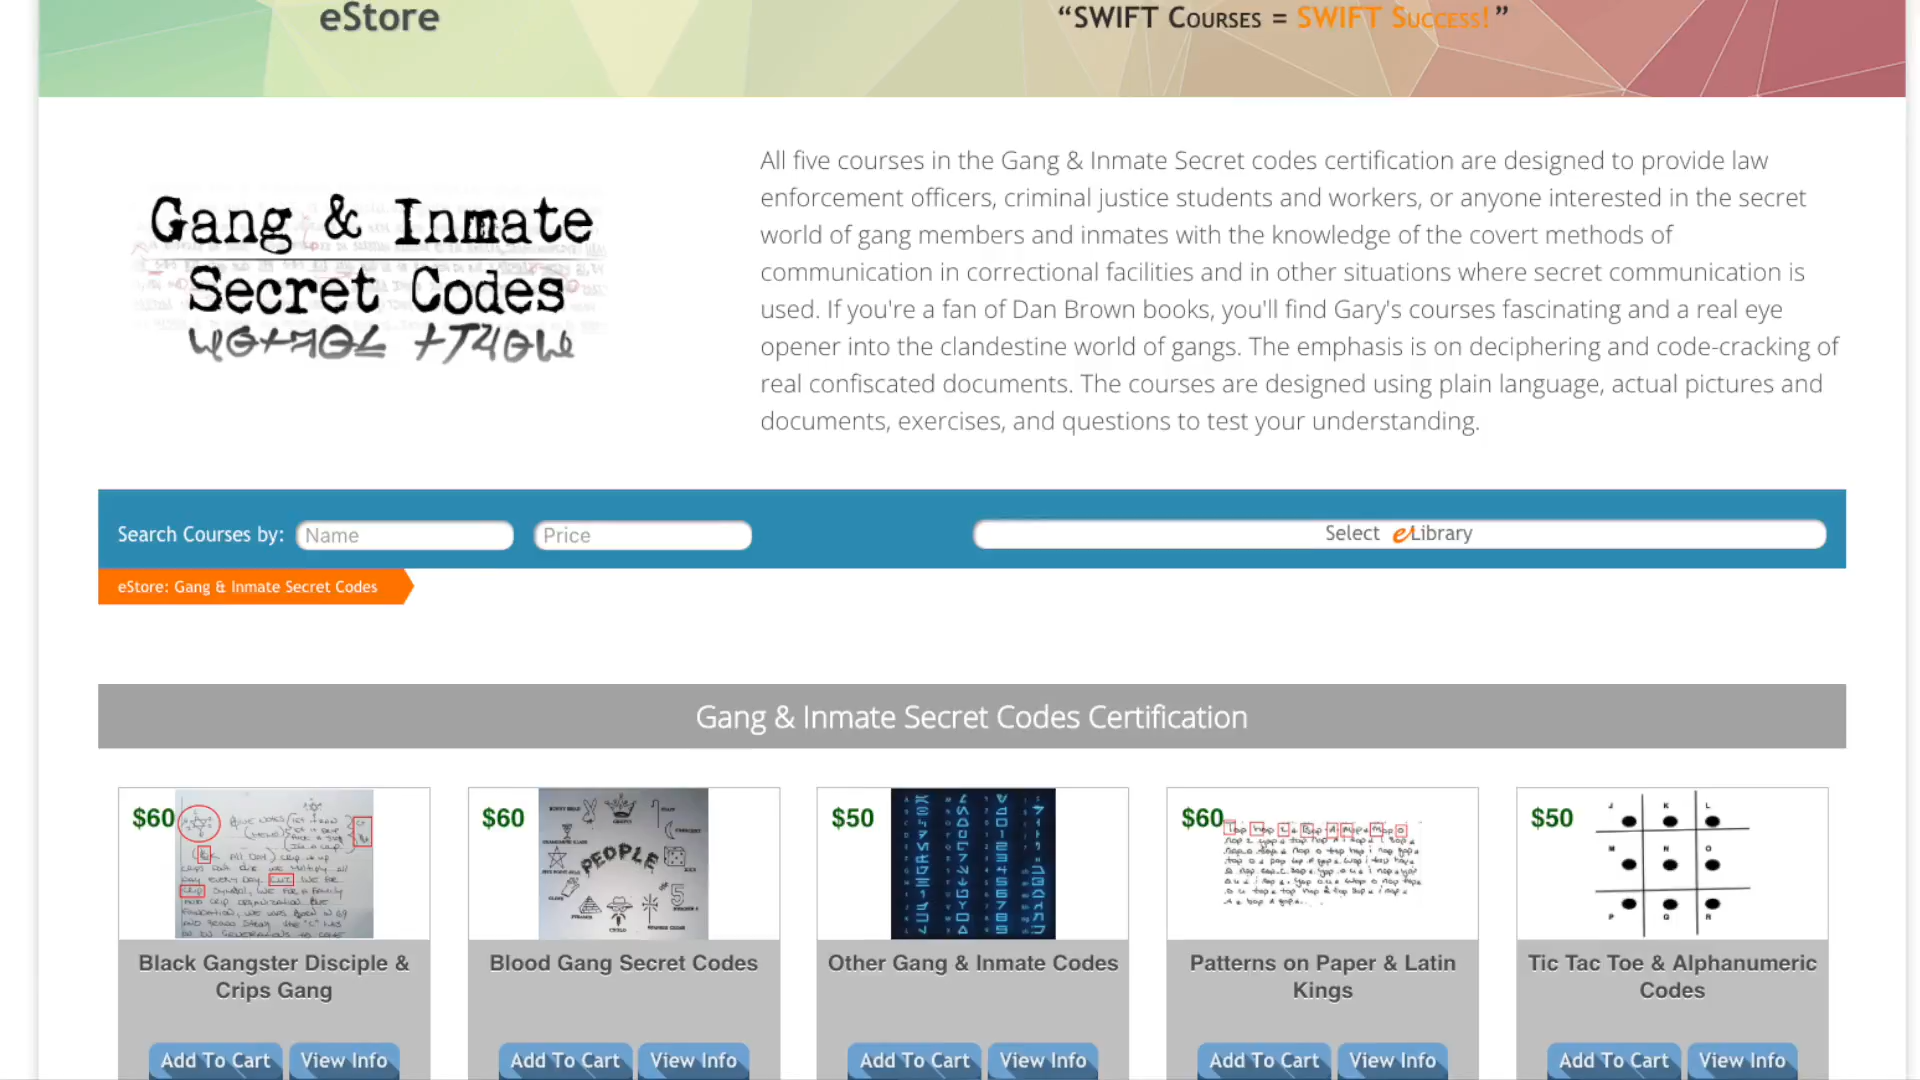 eStore
“SWIFT Courses = SWIFT Success!”
Gang & Inmate
Secret Codes
All five courses in the Gang & Inmate Secret codes certification are designed to provide law
enforcement officers, criminal justice students and workers, or anyone interested in the secret
world of gang members and inmates with the knowledge of the covert methods of
communication in correctional facilities and in other situations where secret communication is
used. If you're a fan of Dan Brown books, you'll find Gary's courses fascinating and a real eye
opener into the clandestine world of gangs. The emphasis is on deciphering and code-cracking of
real confiscated documents. The courses are designed using plain language, actual pictures and
documents, exercises, and questions to test your understanding.
Search Courses by: Name Price Select eLibrary
eStore: Gang & Inmate Secret Codes
Gang & Inmate Secret Codes Certification
$60 $60 $50 $60 $50
PEOPLE
J K L
M N O
P Q R
Black Gangster Disciple &
Crips Gang
Blood Gang Secret Codes
Other Gang & Inmate Codes
Patterns on Paper & Latin
Kings
Tic Tac Toe & Alphanumeric
Codes
Add To Cart View Info Add To Cart View Info Add To Cart View Info Add To Cart View Info Add To Cart View Info